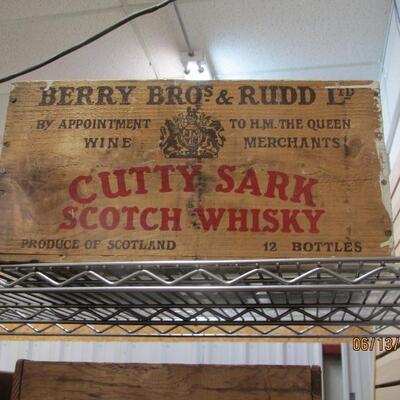 BERRY BROS & RUDD LTD
BY APPOINTMENT TO H.M. THE QUEEN
WINE MERCHANTS
CUTTY SARK
SCOTCH WHISKY
PRODUCE OF SCOTLAND 12 BOTTLES
06/13/